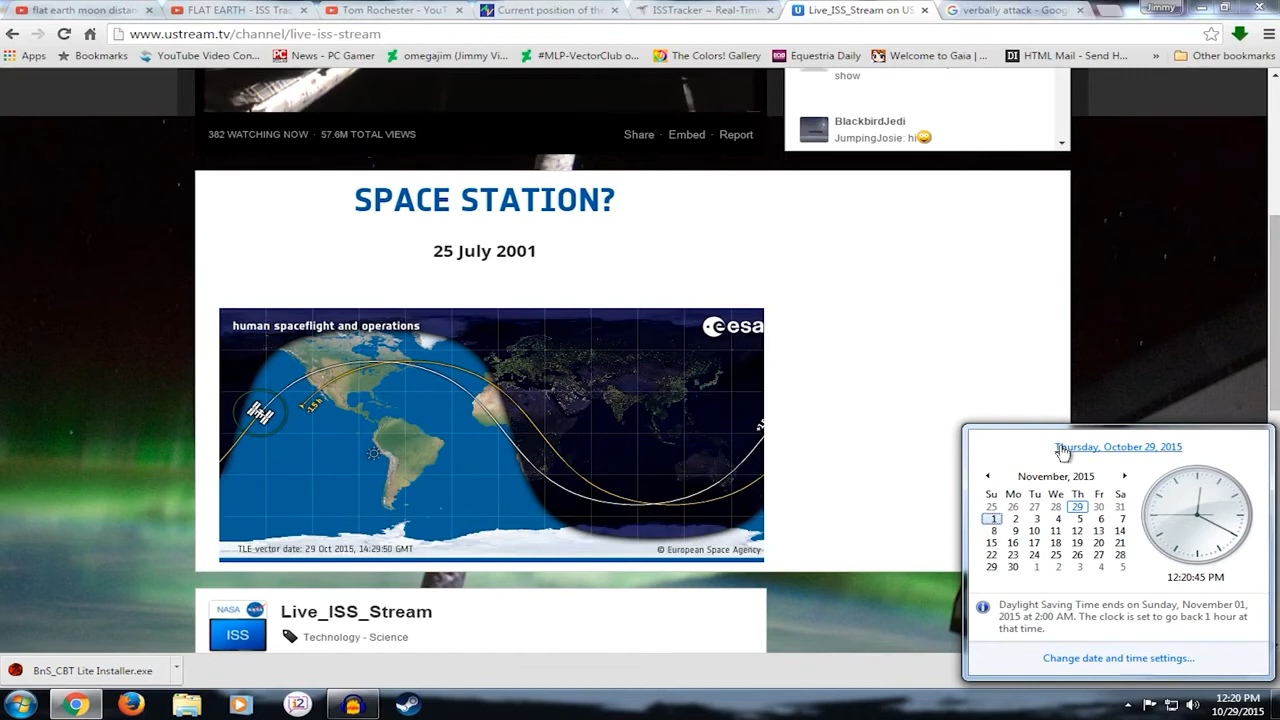 flat earth moon distan
FLAT EARTH - ISS Tra
Tom Rochester - You
Current position of the
ISSTracker ~ Real-Tim
Live_ISS_Stream on US
verbally attack - Goog
Jimmy
www.ustream.tv/channel/live-iss-stream
Apps
Bookmarks
YouTube Video Con...
News - PC Gamer
omegajim (Jimmy Vi...
#MLP-VectorClub o...
The Colors! Gallery
Equestria Daily
Welcome to Gaia | ...
HTML Mail - Send H...
»
Other bookmarks
show
BlackbirdJedi
JumpingJosie: hi
382 WATCHING NOW · 57.6M TOTAL VIEWS
Share · Embed · Report
SPACE STATION?
25 July 2001
human spaceflight and operations
esa
-1.5 h
TLE vector date: 29 Oct 2015, 14:29:50 GMT
© European Space Agency
NASA
ISS
Live_ISS_Stream
Technology - Science
Thursday, October 29, 2015
November, 2015
Su Mo Tu We Th Fr Sa
25 26 27 28 29 30 31
1 2 3 4 5 6 7
8 9 10 11 12 13 14
15 16 17 18 19 20 21
22 23 24 25 26 27 28
29 30 1 2 3 4 5
12:20:45 PM
Daylight Saving Time ends on Sunday, November 01,
2015 at 2:00 AM. The clock is set to go back 1 hour at
that time.
Change date and time settings...
BnS_CBT Lite Installer.exe
12:20 PM
10/29/2015